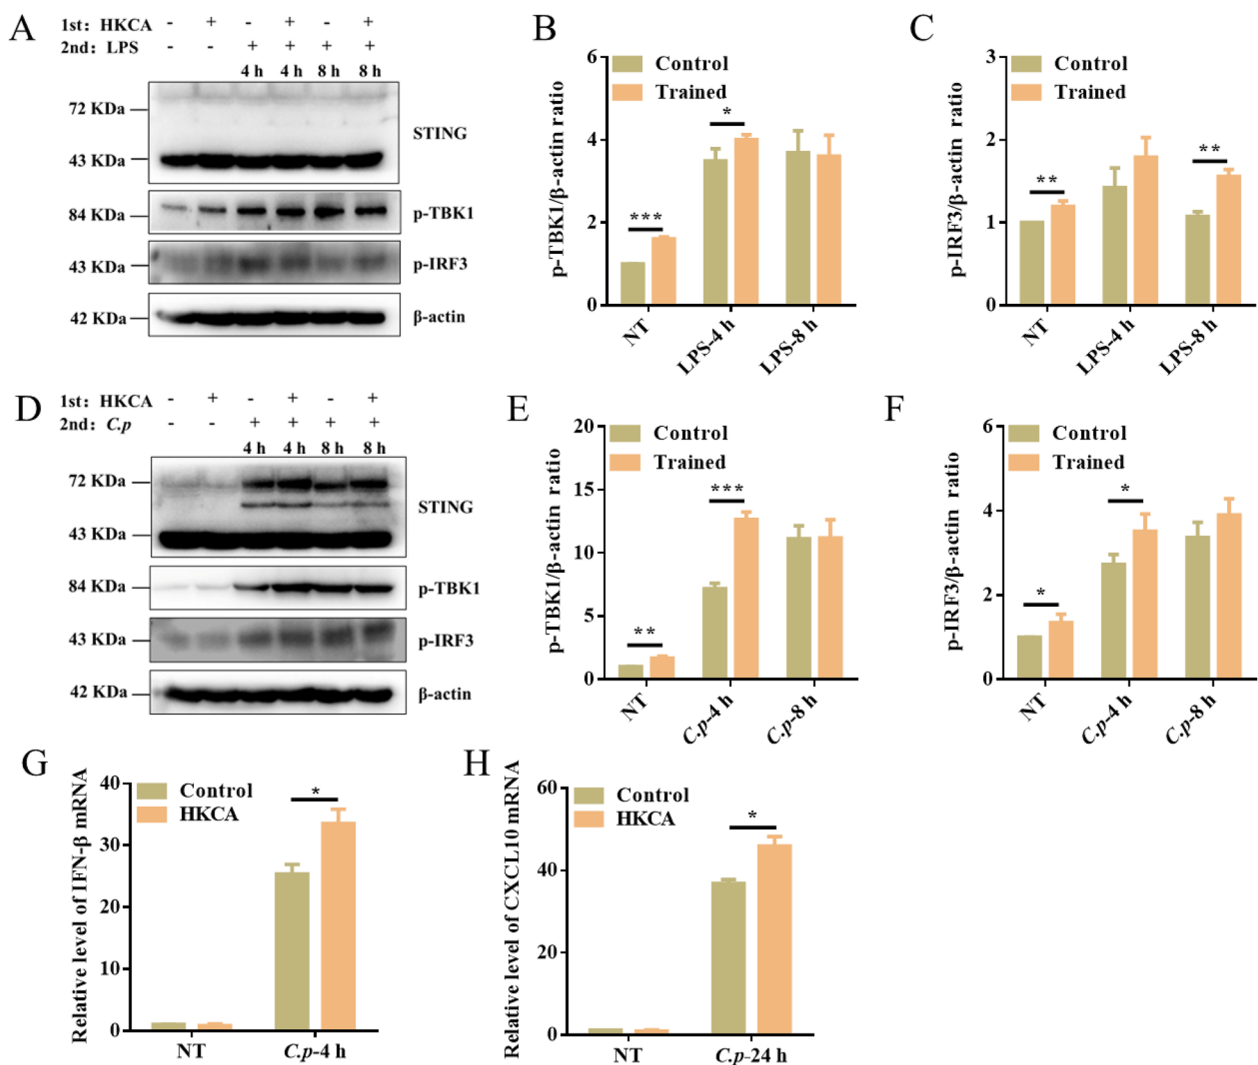 A
1st: HKCA - + - + - +
2nd: LPS - - + + + +
4 h 4 h 8 h 8 h
72 KDa
STING
43 KDa
84 KDa
p-TBK1
43 KDa
p-IRF3
42 KDa
β-actin
B
p-TBK1/β-actin ratio
6
4
2
0
Control
Trained
***
*
NT
LPS-4 h
LPS-8 h
C
p-IRF3/β-actin ratio
3
2
1
0
Control
Trained
**
**
NT
LPS-4 h
LPS-8 h
D
1st: HKCA - + - + - +
2nd: C.p - - + + + +
4 h 4 h 8 h 8 h
72 KDa
STING
43 KDa
84 KDa
p-TBK1
43 KDa
p-IRF3
42 KDa
β-actin
E
p-TBK1/β-actin ratio
20
15
10
5
0
Control
Trained
**
***
NT
C.p-4 h
C.p-8 h
F
p-IRF3/β-actin ratio
6
4
2
0
Control
Trained
*
*
NT
C.p-4 h
C.p-8 h
G
Relative level of IFN-β mRNA
40
30
20
10
0
Control
HKCA
*
NT
C.p-4 h
H
Relative level of CXCL10 mRNA
60
40
20
0
Control
HKCA
*
NT
C.p-24 h